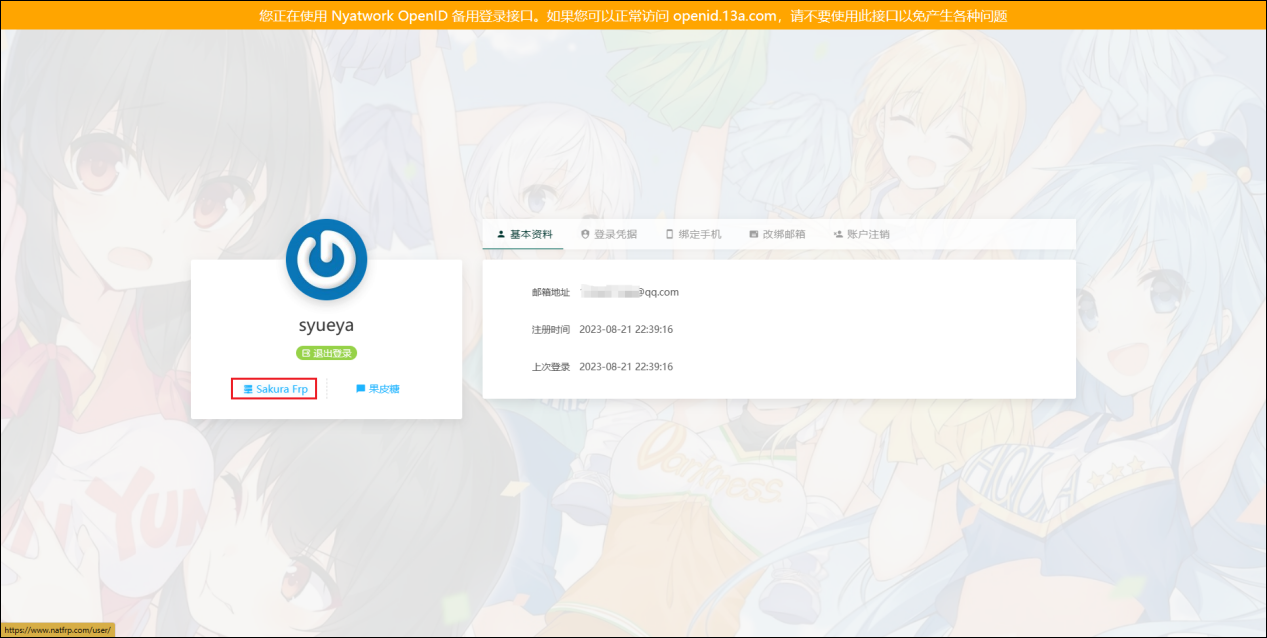 您正在使用 Nyatwork OpenID 备用登录接口。如果您可以正常访问 openid.13a.com，请不要使用此接口以免产生各种问题
基本资料 登录凭据 绑定手机 改绑邮箱 账户注销
syueya
退出登录
Sakura Frp 果皮糖
邮箱地址 @qq.com
注册时间 2023-08-21 22:39:16
上次登录 2023-08-21 22:39:16
Darkness
YUN
https://www.natfrp.com/user/